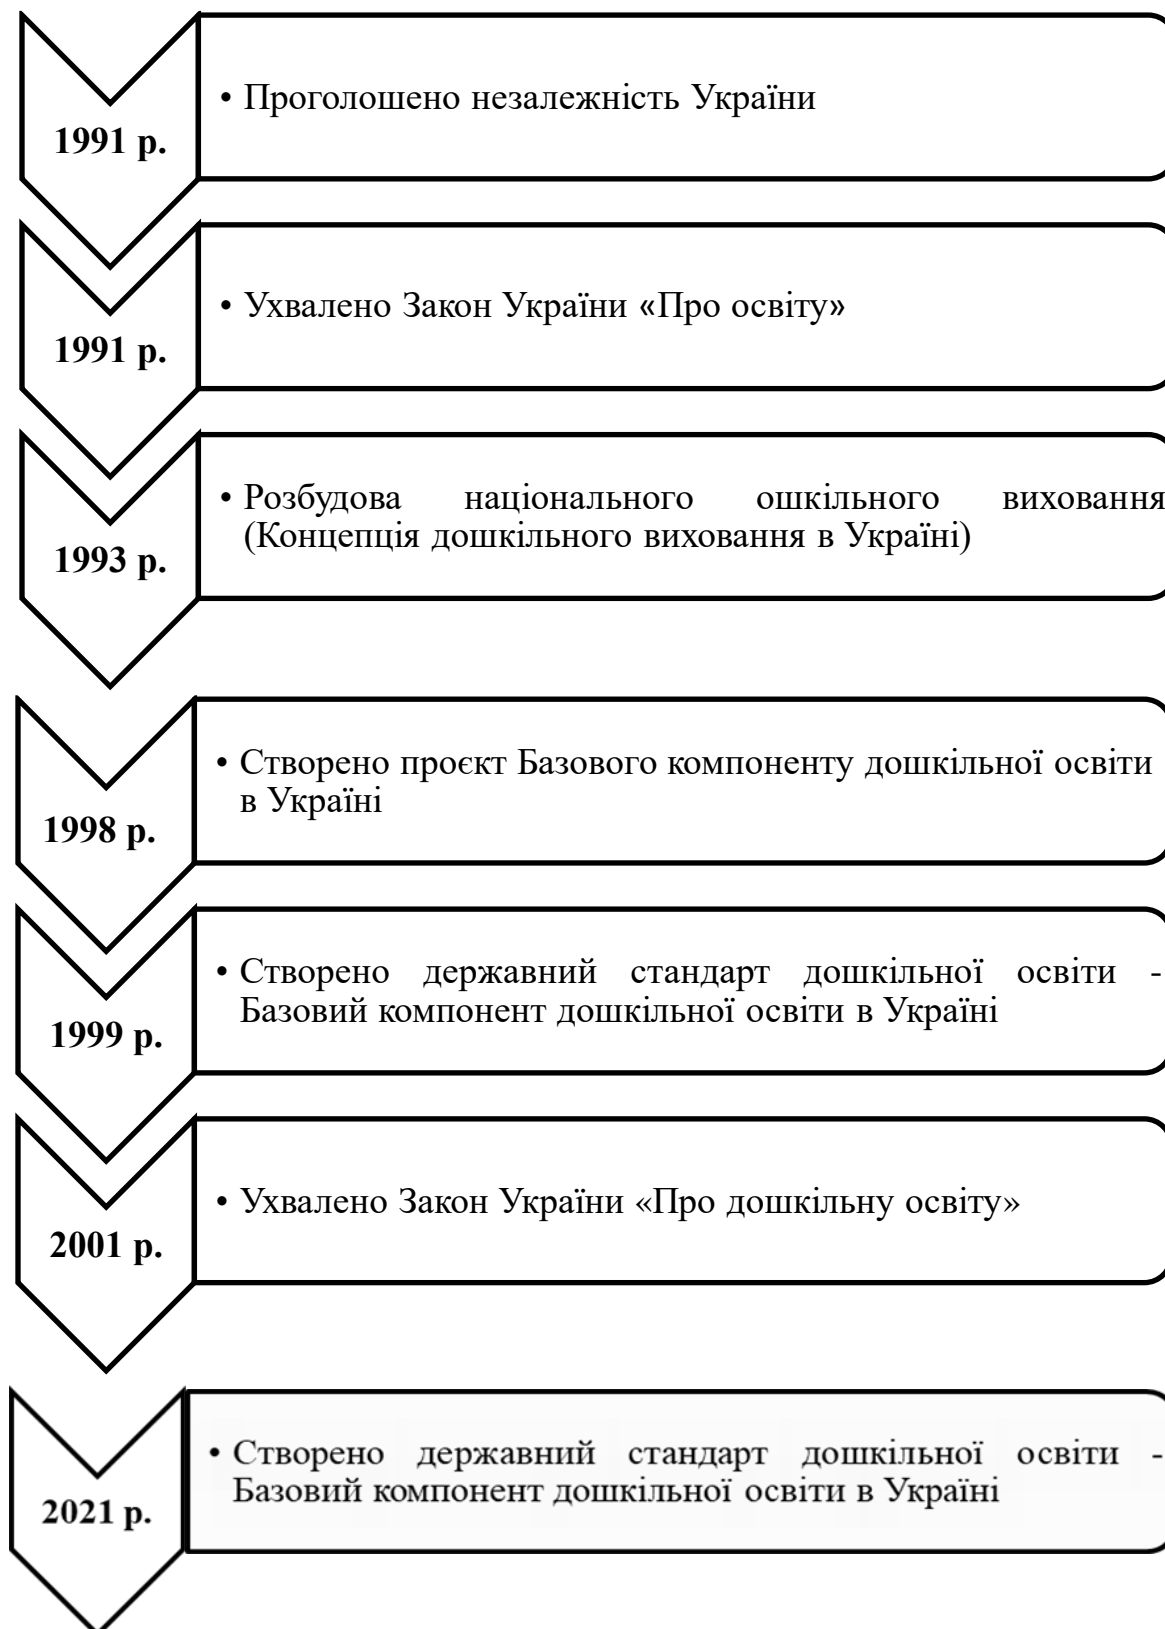 1991 р.
• Проголошено незалежність України
1991 р.
• Ухвалено Закон України «Про освіту»
1993 р.
• Розбудова національного ошкільного виховання
(Концепція дошкільного виховання в Україні)
1998 р.
• Створено проєкт Базового компоненту дошкільної освіти
в Україні
1999 р.
• Створено державний стандарт дошкільної освіти -
Базовий компонент дошкільної освіти в Україні
2001 р.
• Ухвалено Закон України «Про дошкільну освіту»
2021 р.
• Створено державний стандарт дошкільної освіти -
Базовий компонент дошкільної освіти в Україні